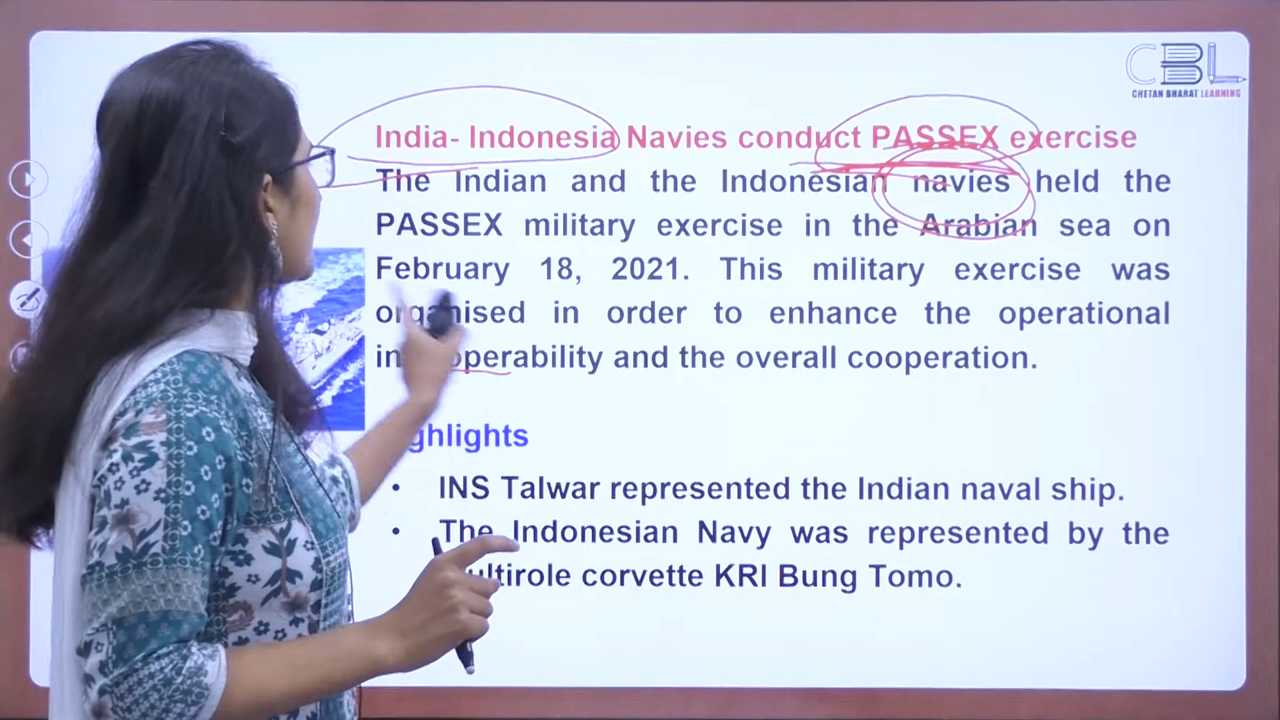 CBL
CHETAN BHARAT LEARNING
India- Indonesia Navies conduct PASSEX exercise
The Indian and the Indonesian navies held the
PASSEX military exercise in the Arabian sea on
February 18, 2021. This military exercise was
organised in order to enhance the operational
and the overall cooperation.
INS Talwar represented the Indian naval ship.
The Indonesian Navy was represented by the
corvette KRI Bung Tomo.